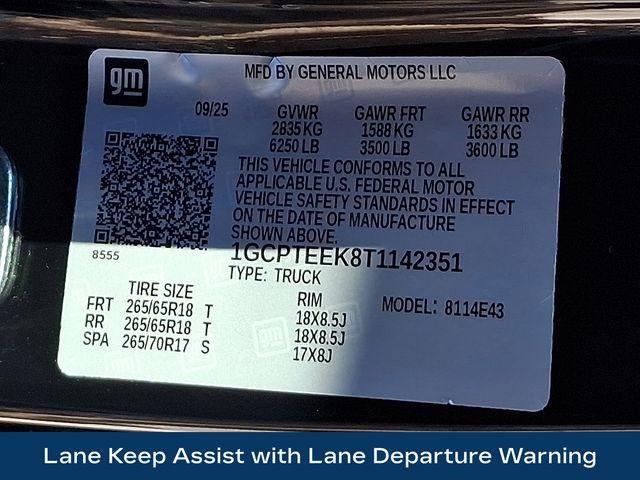 gm
MFD BY GENERAL MOTORS LLC
09/25 GVWR GAWR FRT GAWR RR
2835 KG 1588 KG 1633 KG
6250 LB 3500 LB 3600 LB
THIS VEHICLE CONFORMS TO ALL
APPLICABLE U.S. FEDERAL MOTOR
VEHICLE SAFETY STANDARDS IN EFFECT
ON THE DATE OF MANUFACTURE
SHOWN ABOVE.
8555
1GCPTEEK8T1142351
TYPE: TRUCK
TIRE SIZE RIM MODEL: 8114E43
FRT 265/65R18 T 18X8.5J
RR 265/65R18 T 18X8.5J
SPA 265/70R17 S 17X8J
Lane Keep Assist with Lane Departure Warning